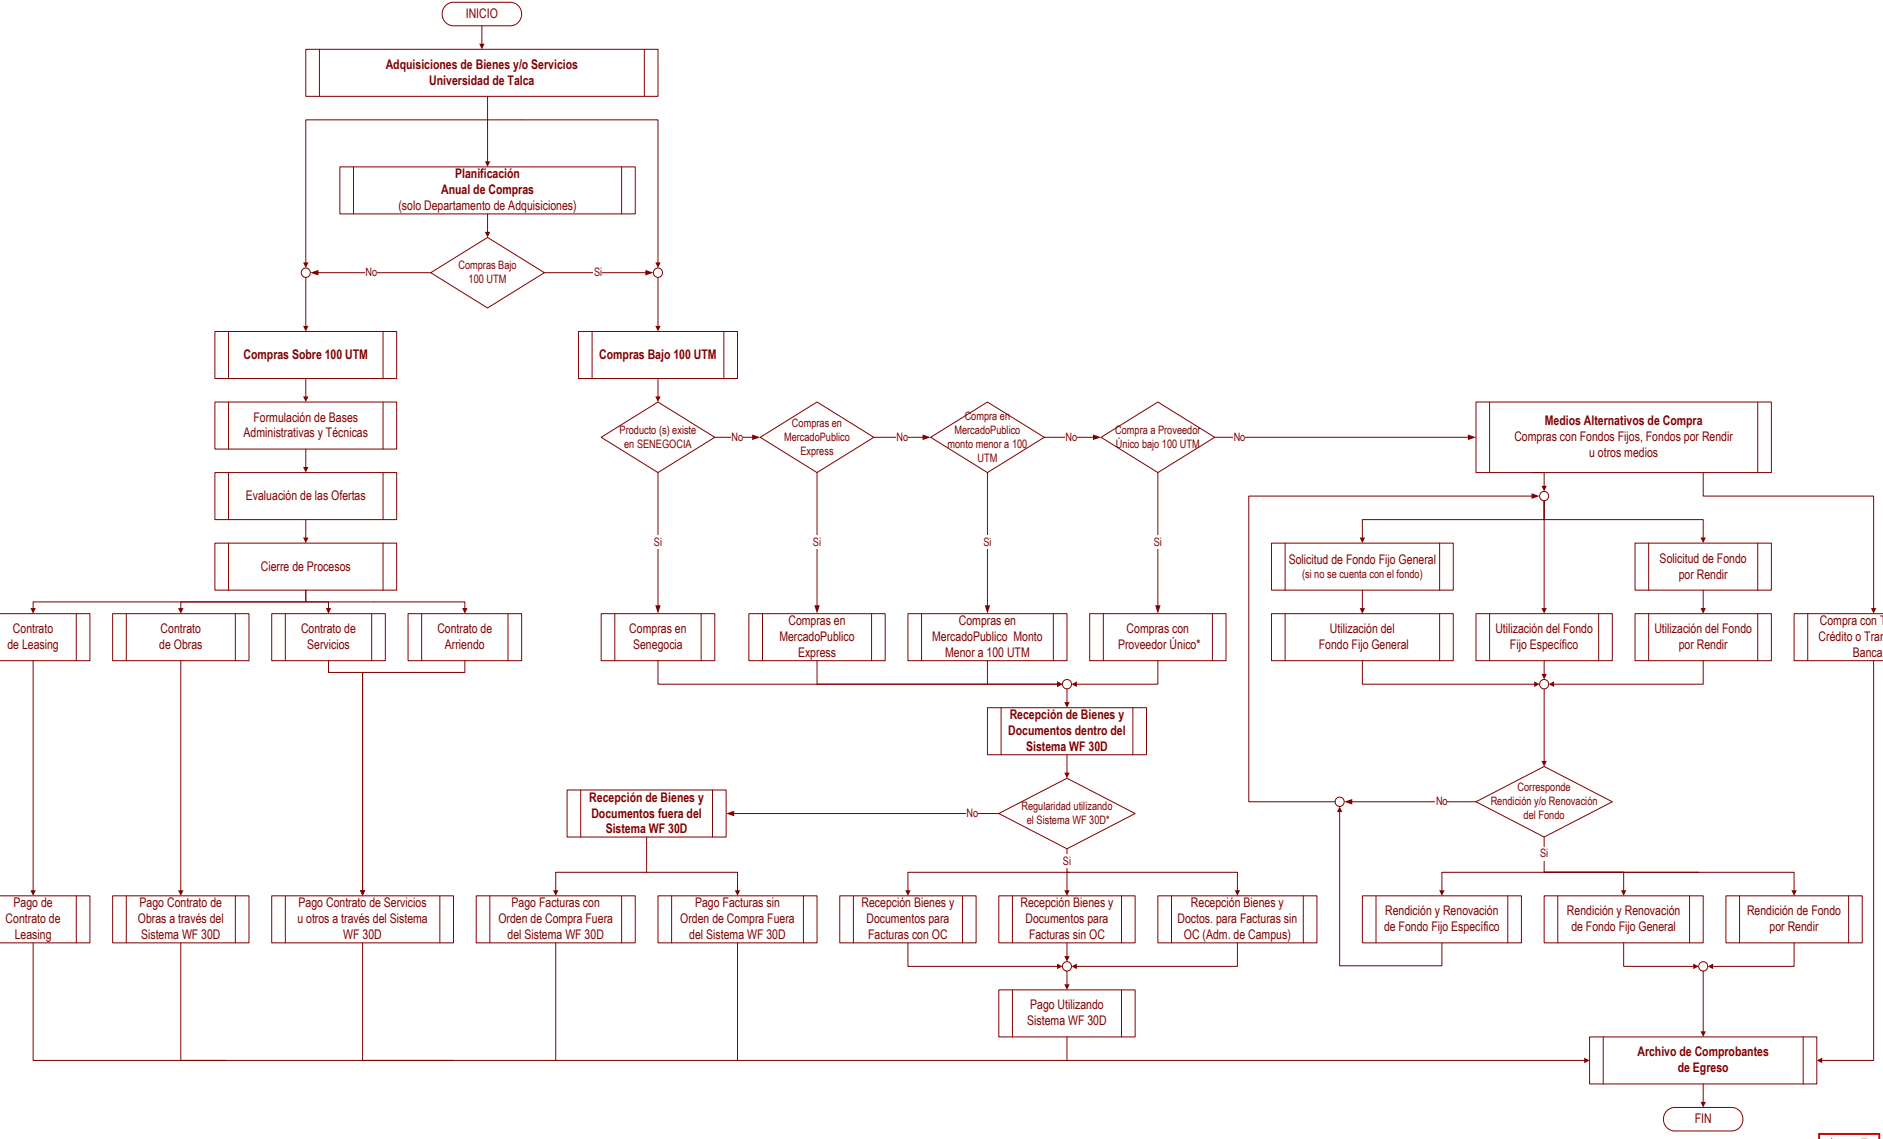 INICIO
Adquisiciones de Bienes y/o Servicios
Universidad de Talca
Planificación
Anual de Compras
(solo Departamento de Adquisiciones)
Compras Bajo
100 UTM
No
Si
Compras Sobre 100 UTM
Compras Bajo 100 UTM
Formulación de Bases
Administrativas y Técnicas
Evaluación de las Ofertas
Cierre de Procesos
Producto (s) existe
en SENEGOCIA
No
Compras en
MercadoPublico
Express
No
Compra en
MercadoPublico
monto menor a 100
UTM
No
Compra a Proveedor
Único bajo 100 UTM
No
Medios Alternativos de Compra
Compras con Fondos Fijos, Fondos por Rendir
u otros medios
Si
Si
Si
Si
Solicitud de Fondo Fijo General
(si no se cuenta con el fondo)
Solicitud de Fondo
por Rendir
Contrato
de Leasing
Contrato
de Obras
Contrato de
Servicios
Contrato de
Arriendo
Compras en
Senegocia
Compras en
MercadoPublico
Express
Compras en
MercadoPublico Monto
Menor a 100 UTM
Compras con
Proveedor Único*
Utilización del
Fondo Fijo General
Utilización del Fondo
Fijo Específico
Utilización del Fondo
por Rendir
Compra con T
Crédito o Tran
Banca
Recepción de Bienes y
Documentos dentro del
Sistema WF 30D
Recepción de Bienes y
Documentos fuera del
Sistema WF 30D
No
Regularidad utilizando
el Sistema WF 30D*
Si
No
Corresponde
Rendición y/o Renovación
del Fondo
Si
Pago de
Contrato de
Leasing
Pago Contrato de
Obras a través del
Sistema WF 30D
Pago Contrato de Servicios
u otros a través del Sistema
WF 30D
Pago Facturas con
Orden de Compra Fuera
del Sistema WF 30D
Pago Facturas sin
Orden de Compra Fuera
del Sistema WF 30D
Recepción Bienes y
Documentos para
Facturas con OC
Recepción Bienes y
Documentos para
Facturas sin OC
Recepción Bienes y
Doctos. para Facturas sin
OC (Adm. de Campus)
Rendición y Renovación
de Fondo Fijo Específico
Rendición y Renovación
de Fondo Fijo General
Rendición de Fondo
por Rendir
Pago Utilizando
Sistema WF 30D
Archivo de Comprobantes
de Egreso
FIN